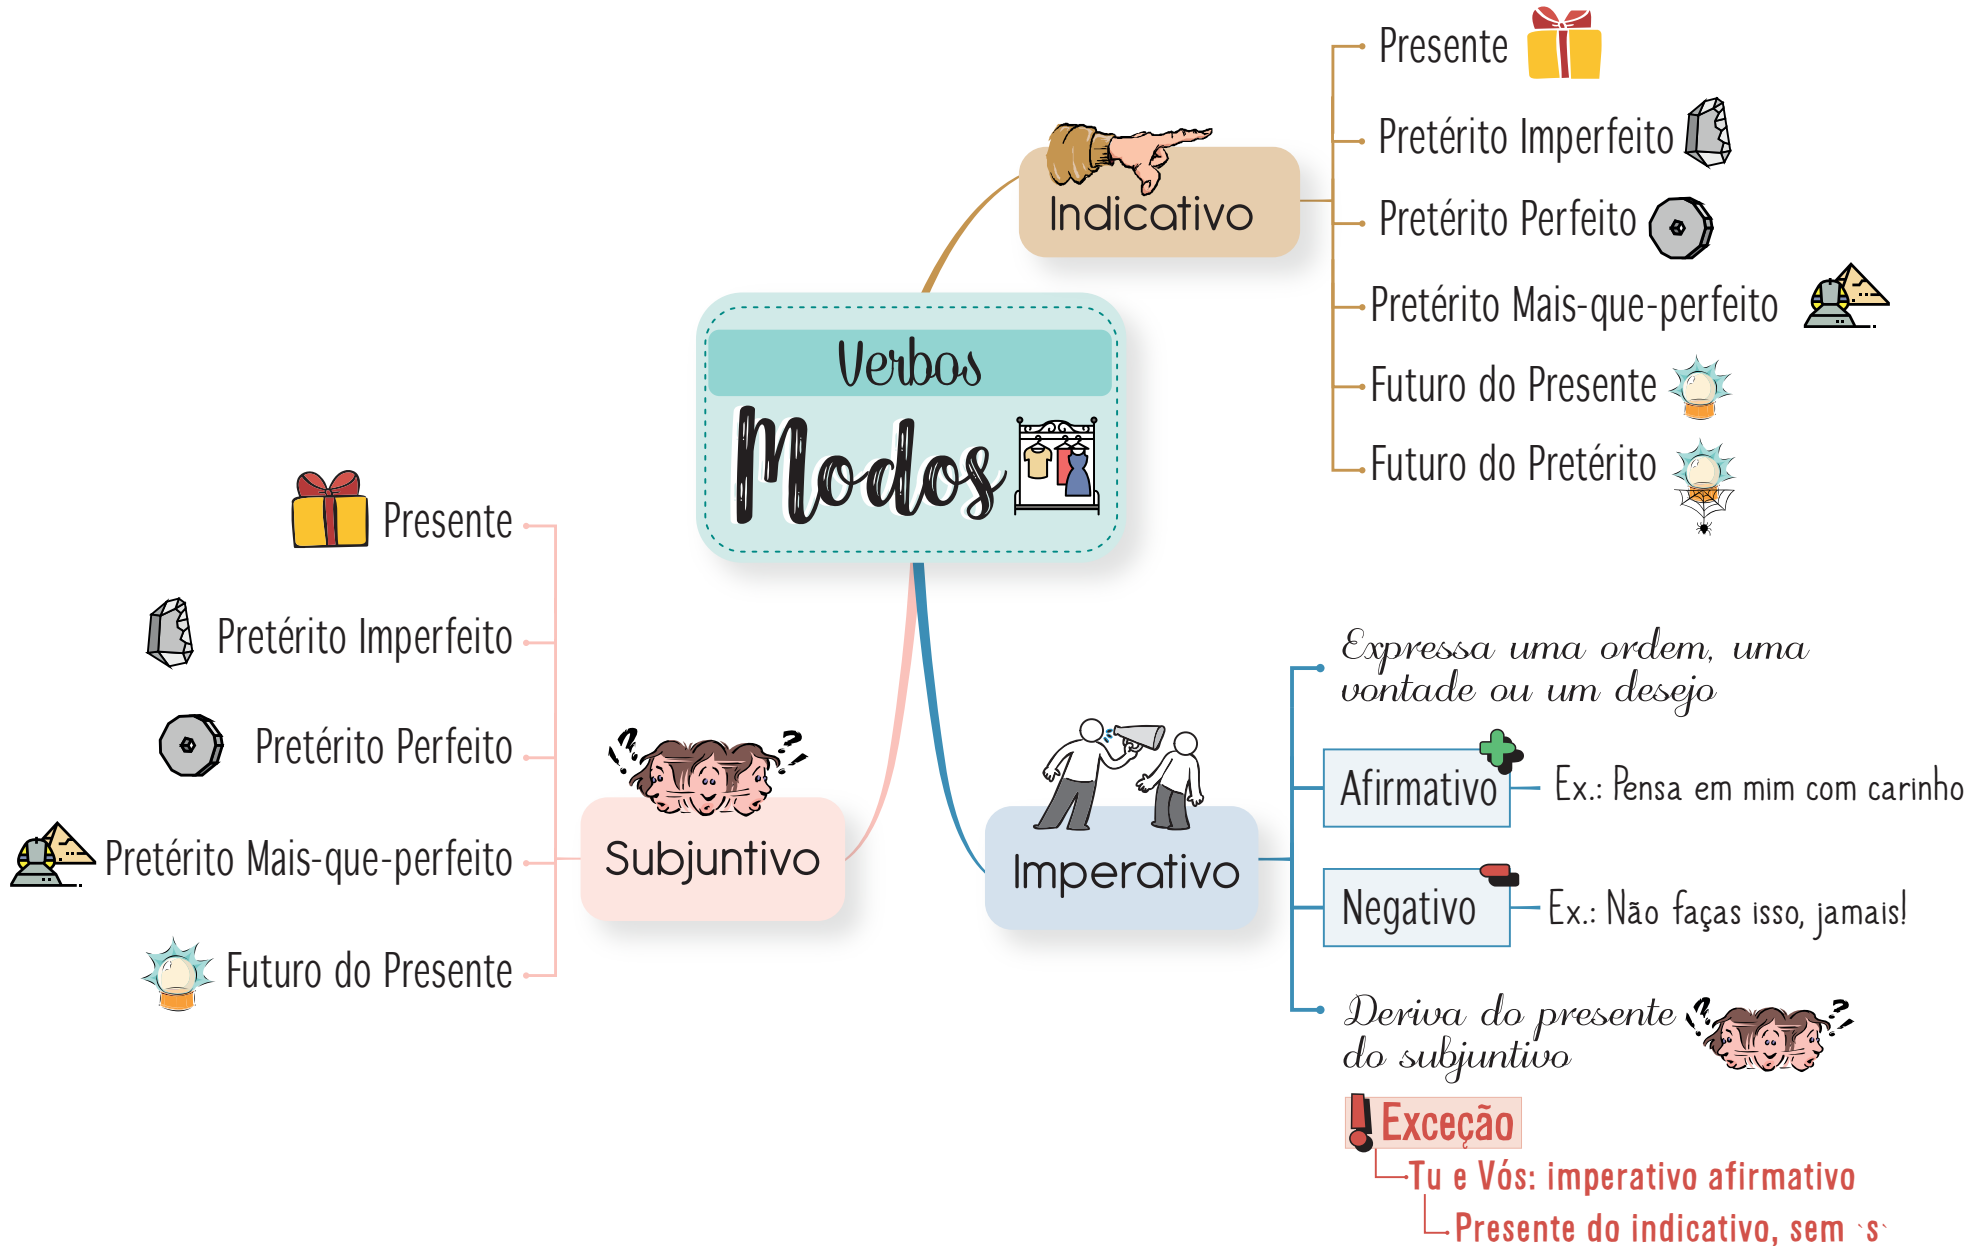 Verbos
Modos
Indicativo
Presente
Pretérito Imperfeito
Pretérito Perfeito
Pretérito Mais-que-perfeito
Futuro do Presente
Futuro do Pretérito
Subjuntivo
Presente
Pretérito Imperfeito
Pretérito Perfeito
Pretérito Mais-que-perfeito
Futuro do Presente
Imperativo
Expressa uma ordem, uma
vontade ou um desejo
Afirmativo
Ex.: Pensa em mim com carinho
Negativo
Ex.: Não faças isso, jamais!
Deriva do presente
do subjuntivo
Exceção
Tu e Vós: imperativo afirmativo
Presente do indicativo, sem `s`